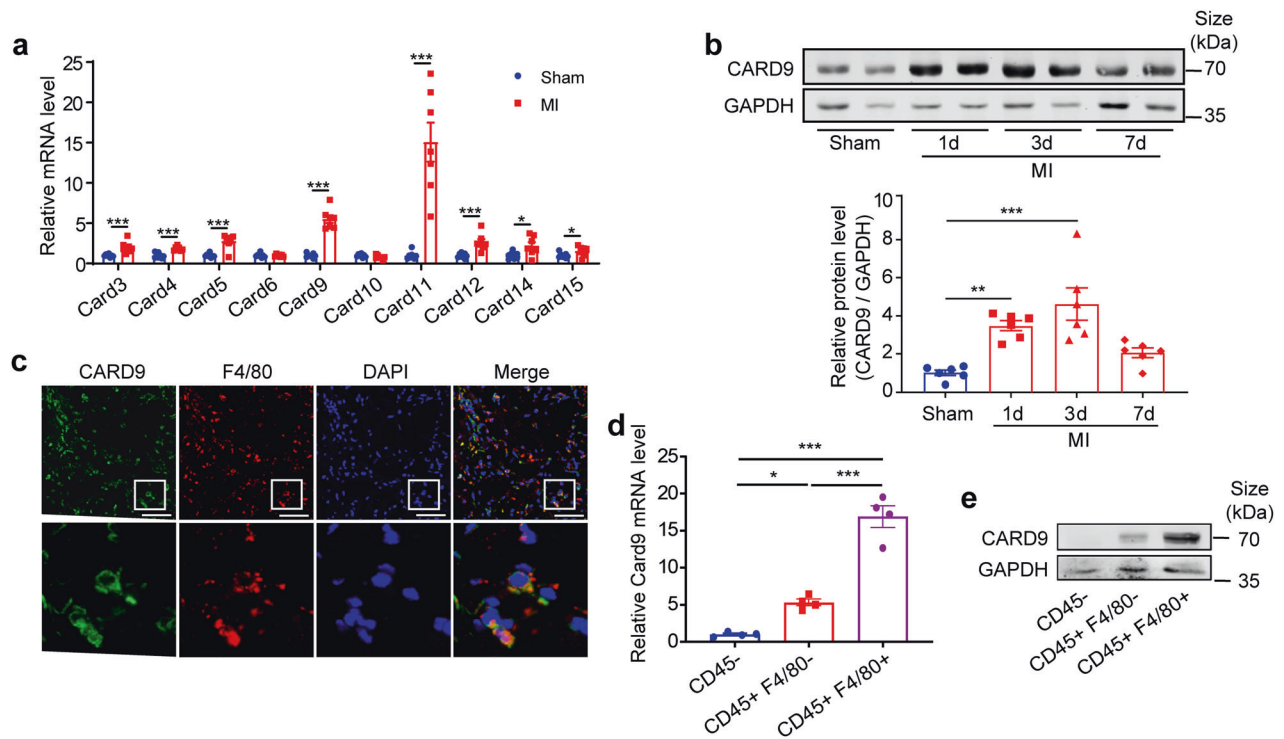 a
Relative mRNA level
25
20
15
10
5
0
Sham
MI
***
***
***
***
***
***
*
*
Card3
Card4
Card5
Card6
Card9
Card10
Card11
Card12
Card14
Card15
b
Size
(kDa)
CARD9
70
GAPDH
35
Sham
1d
3d
7d
MI
Relative protein level
(CARD9 / GAPDH)
10
8
6
4
2
0
***
**
Sham
1d
3d
7d
MI
c
CARD9
F4/80
DAPI
Merge
d
Relative Card9 mRNA level
25
20
15
10
5
0
***
*
***
CD45-
CD45+ F4/80-
CD45+ F4/80+
e
Size
(kDa)
CARD9
70
GAPDH
35
CD45-
CD45+ F4/80-
CD45+ F4/80+